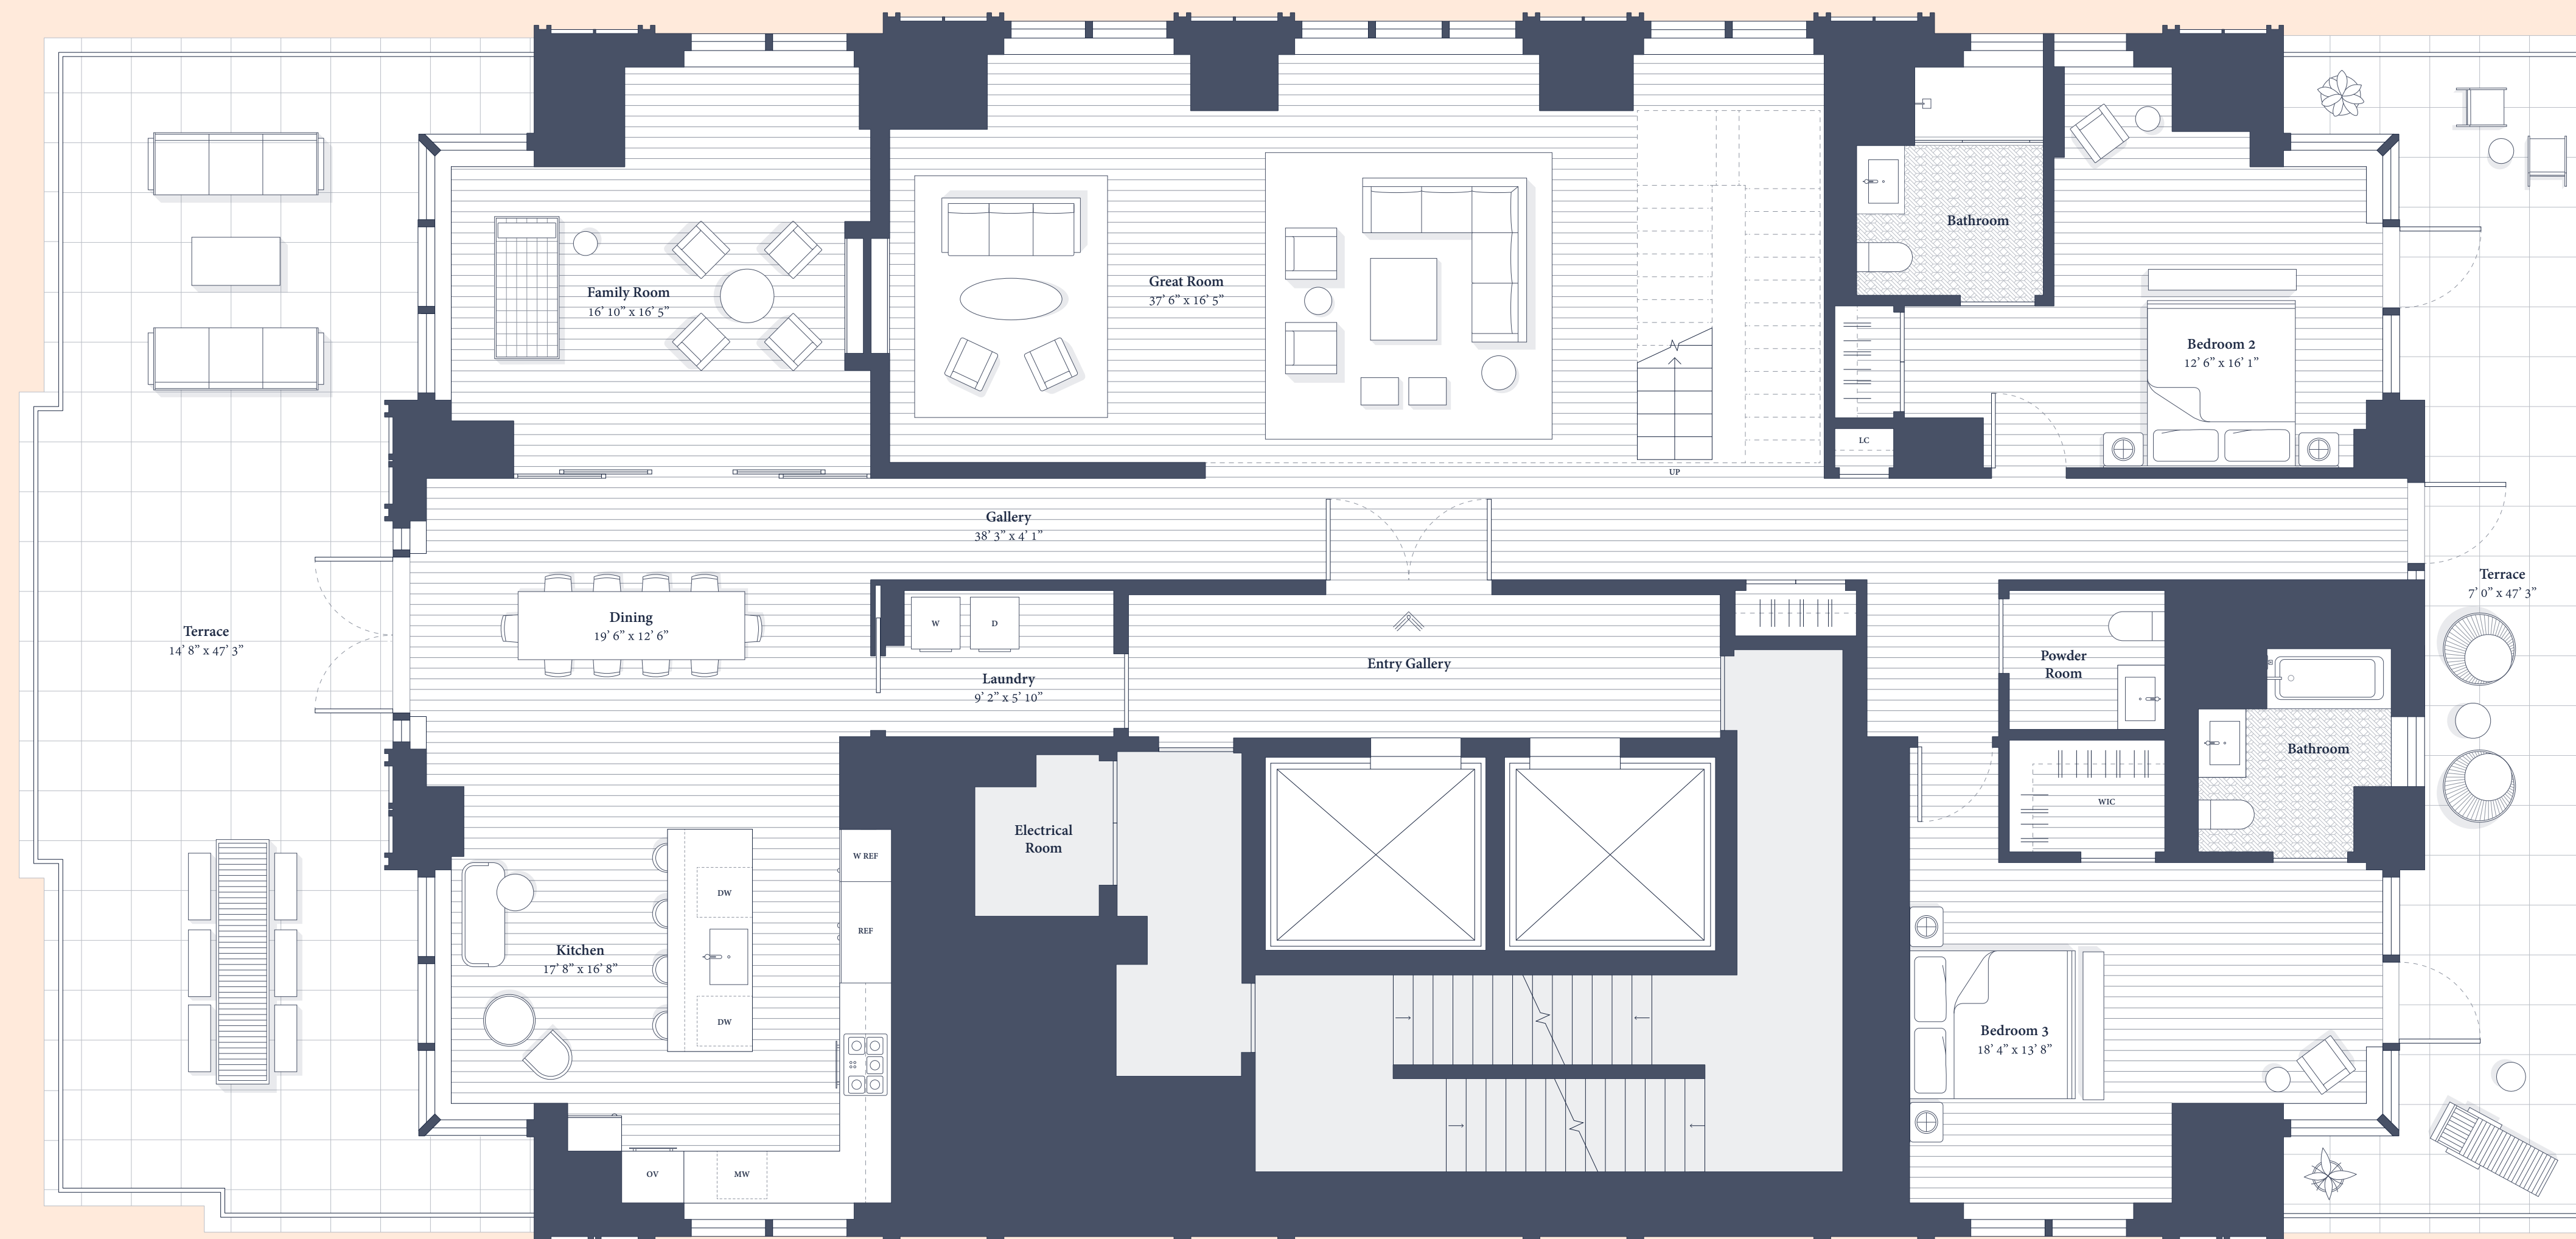 Bathroom
Family Room
16’ 10” x 16’ 5”
Great Room
37’ 6” x 16’ 5”
Bedroom 2
12’ 6” x 16’ 1”
LC
UP
Gallery
38’ 3” x 4’ 1”
Terrace
7’ 0” x 47’ 3”
Dining
19’ 6” x 12’ 6”
W
D
Terrace
14’ 8” x 47’ 3”
Entry Gallery
Powder
Room
Laundry
9’ 2” x 5’ 10”
Bathroom
WIC
Electrical
Room
W REF
DW
REF
Kitchen
17’ 8” x 16’ 8”
DW
Bedroom 3
18’ 4” x 13’ 8”
OV
MW